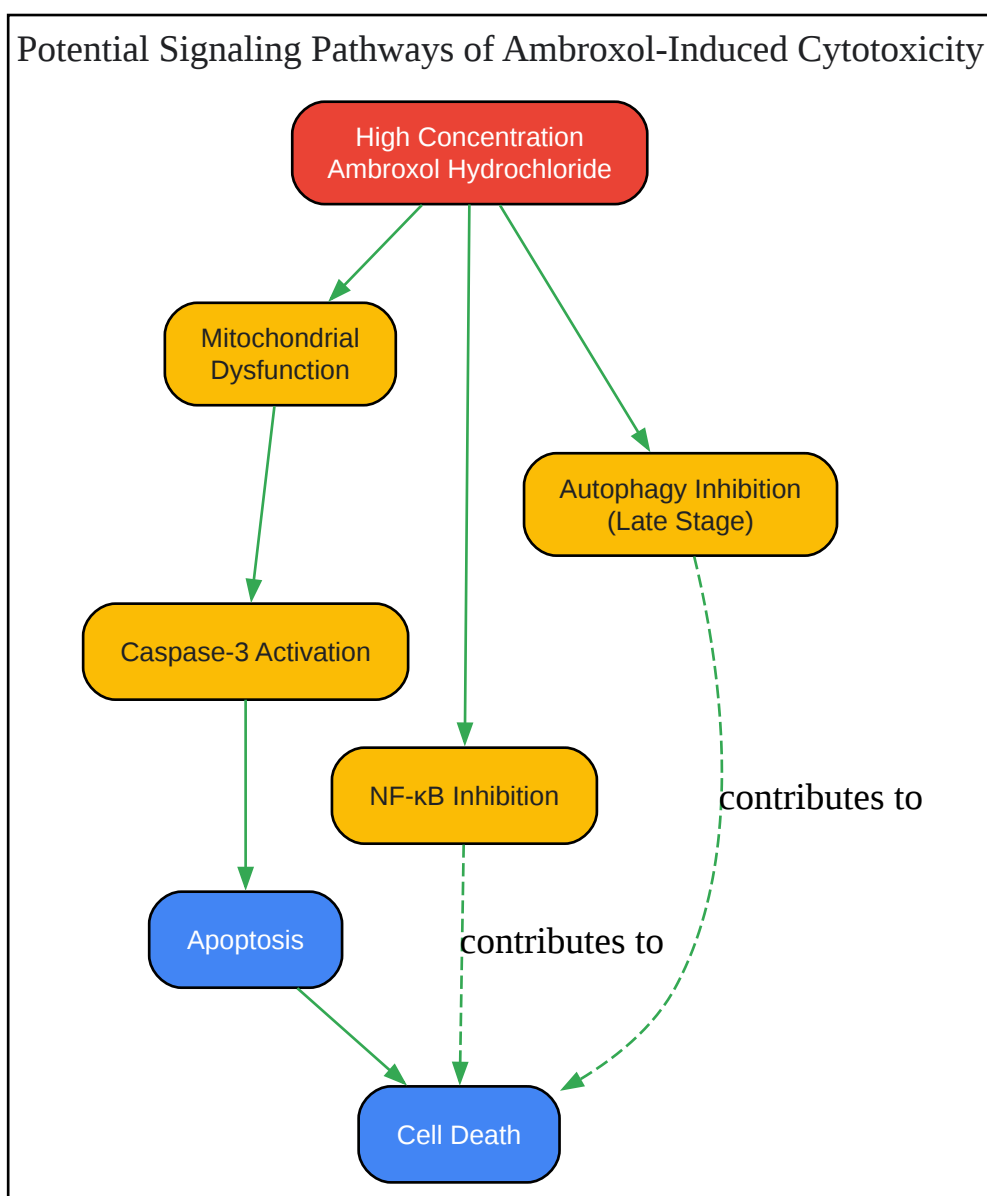 Potential Signaling Pathways of Ambroxol-Induced Cytotoxicity
High Concentration
Ambroxol Hydrochloride
Mitochondrial
Dysfunction
Autophagy Inhibition
(Late Stage)
Caspase-3 Activation
NF-κB Inhibition
contributes to
Apoptosis
contributes to
Cell Death